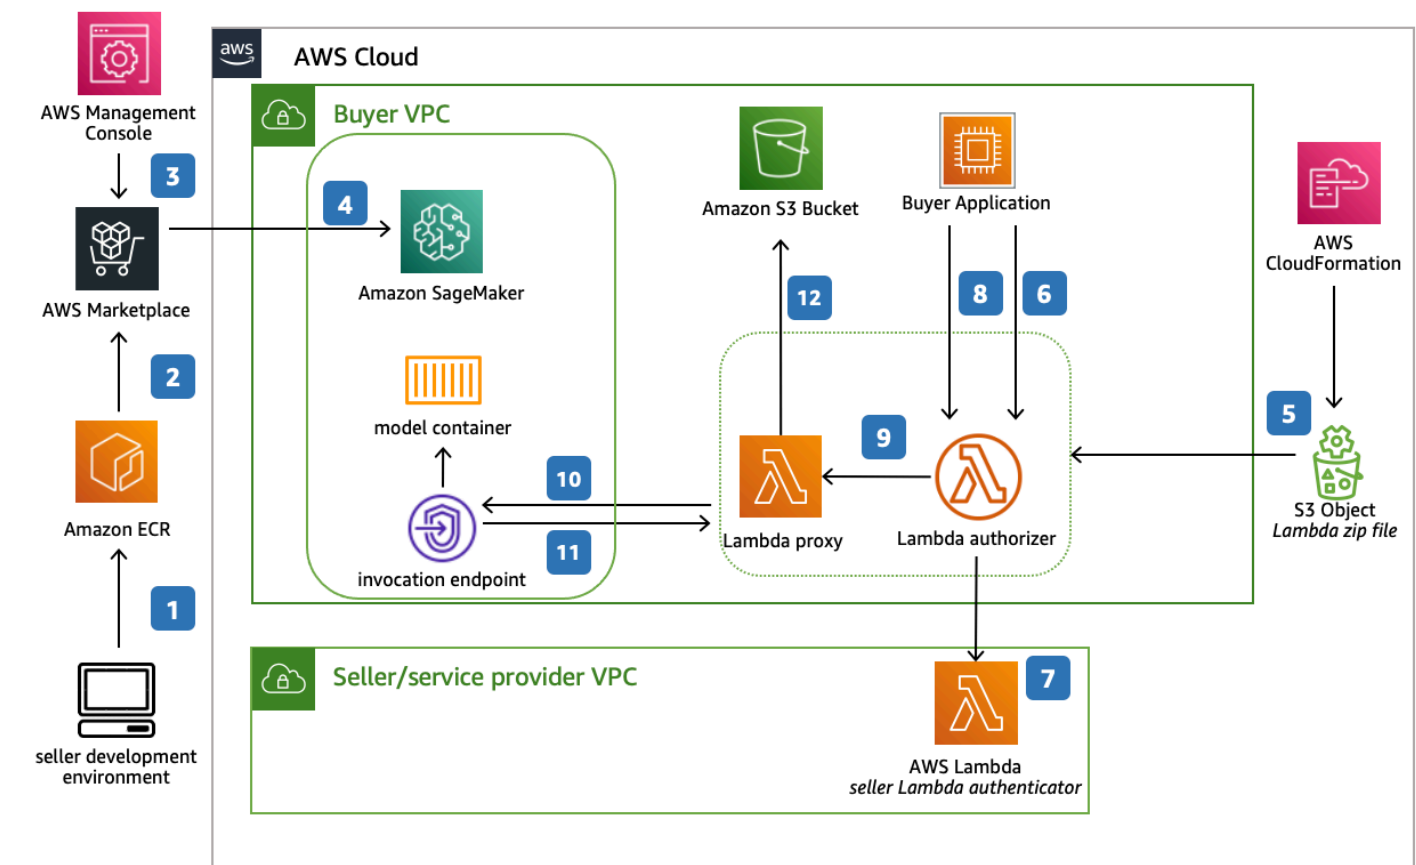 AWS Management
Console
3
AWS Marketplace
2
Amazon ECR
1
seller development
environment
aws
AWS Cloud
Buyer VPC
4
Amazon SageMaker
model container
invocation endpoint
10
11
Amazon S3 Bucket
12
Buyer Application
8
6
9
Lambda proxy
Lambda authorizer
AWS
CloudFormation
5
S3 Object
Lambda zip file
Seller/service provider VPC
7
AWS Lambda
seller Lambda authenticator